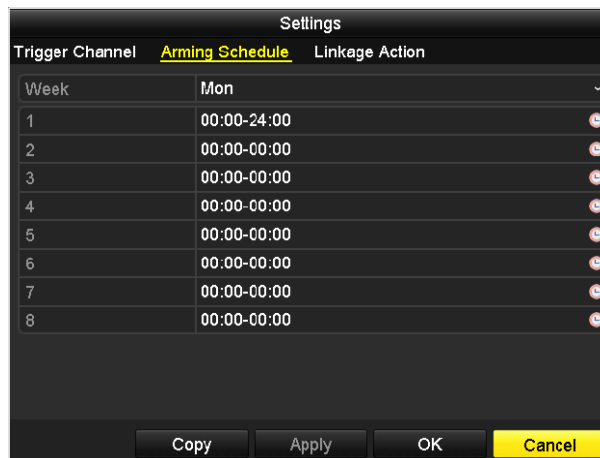 Settings
Trigger Channel Arming Schedule Linkage Action
Week Mon
1 00:00-24:00
2 00:00-00:00
3 00:00-00:00
4 00:00-00:00
5 00:00-00:00
6 00:00-00:00
7 00:00-00:00
8 00:00-00:00
Copy Apply OK Cancel